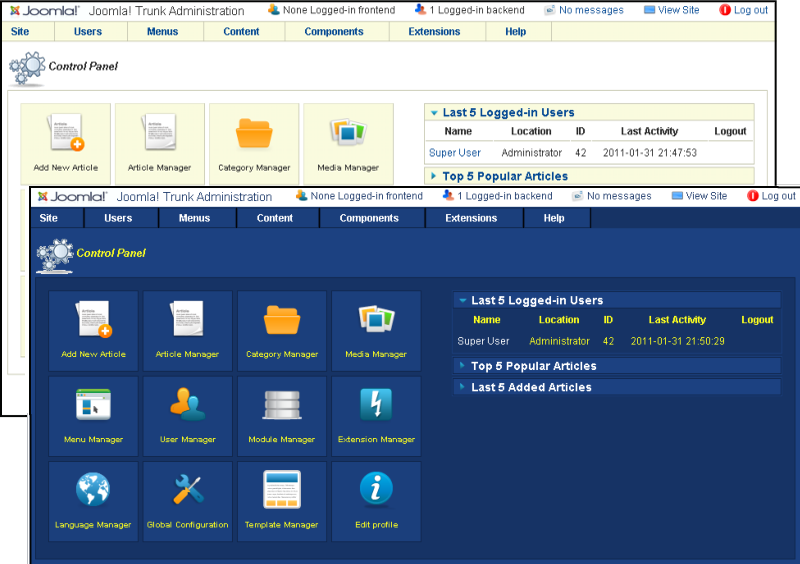 Joomla! Joomla! Trunk Administration None Logged-in frontend 1 Logged-in backend No messages View Site Log out
Site Users Menus Content Components Extensions Help
Control Panel
Article Article
Add New Article Article Manager Category Manager Media Manager
Last 5 Logged-in Users
Name Location ID Last Activity Logout
Super User Administrator 42 2011-01-31 21:47:53
Top 5 Popular Articles
Joomla! Joomla! Trunk Administration None Logged-in frontend 1 Logged-in backend No messages View Site Log out
Site Users Menus Content Components Extensions Help
Control Panel
Article Article
Add New Article Article Manager Category Manager Media Manager
Menu Manager User Manager Module Manager Extension Manager
Language Manager Global Configuration Template Manager Edit profile
Last 5 Logged-in Users
Name Location ID Last Activity Logout
Super User Administrator 42 2011-01-31 21:50:29
Top 5 Popular Articles
Last 5 Added Articles